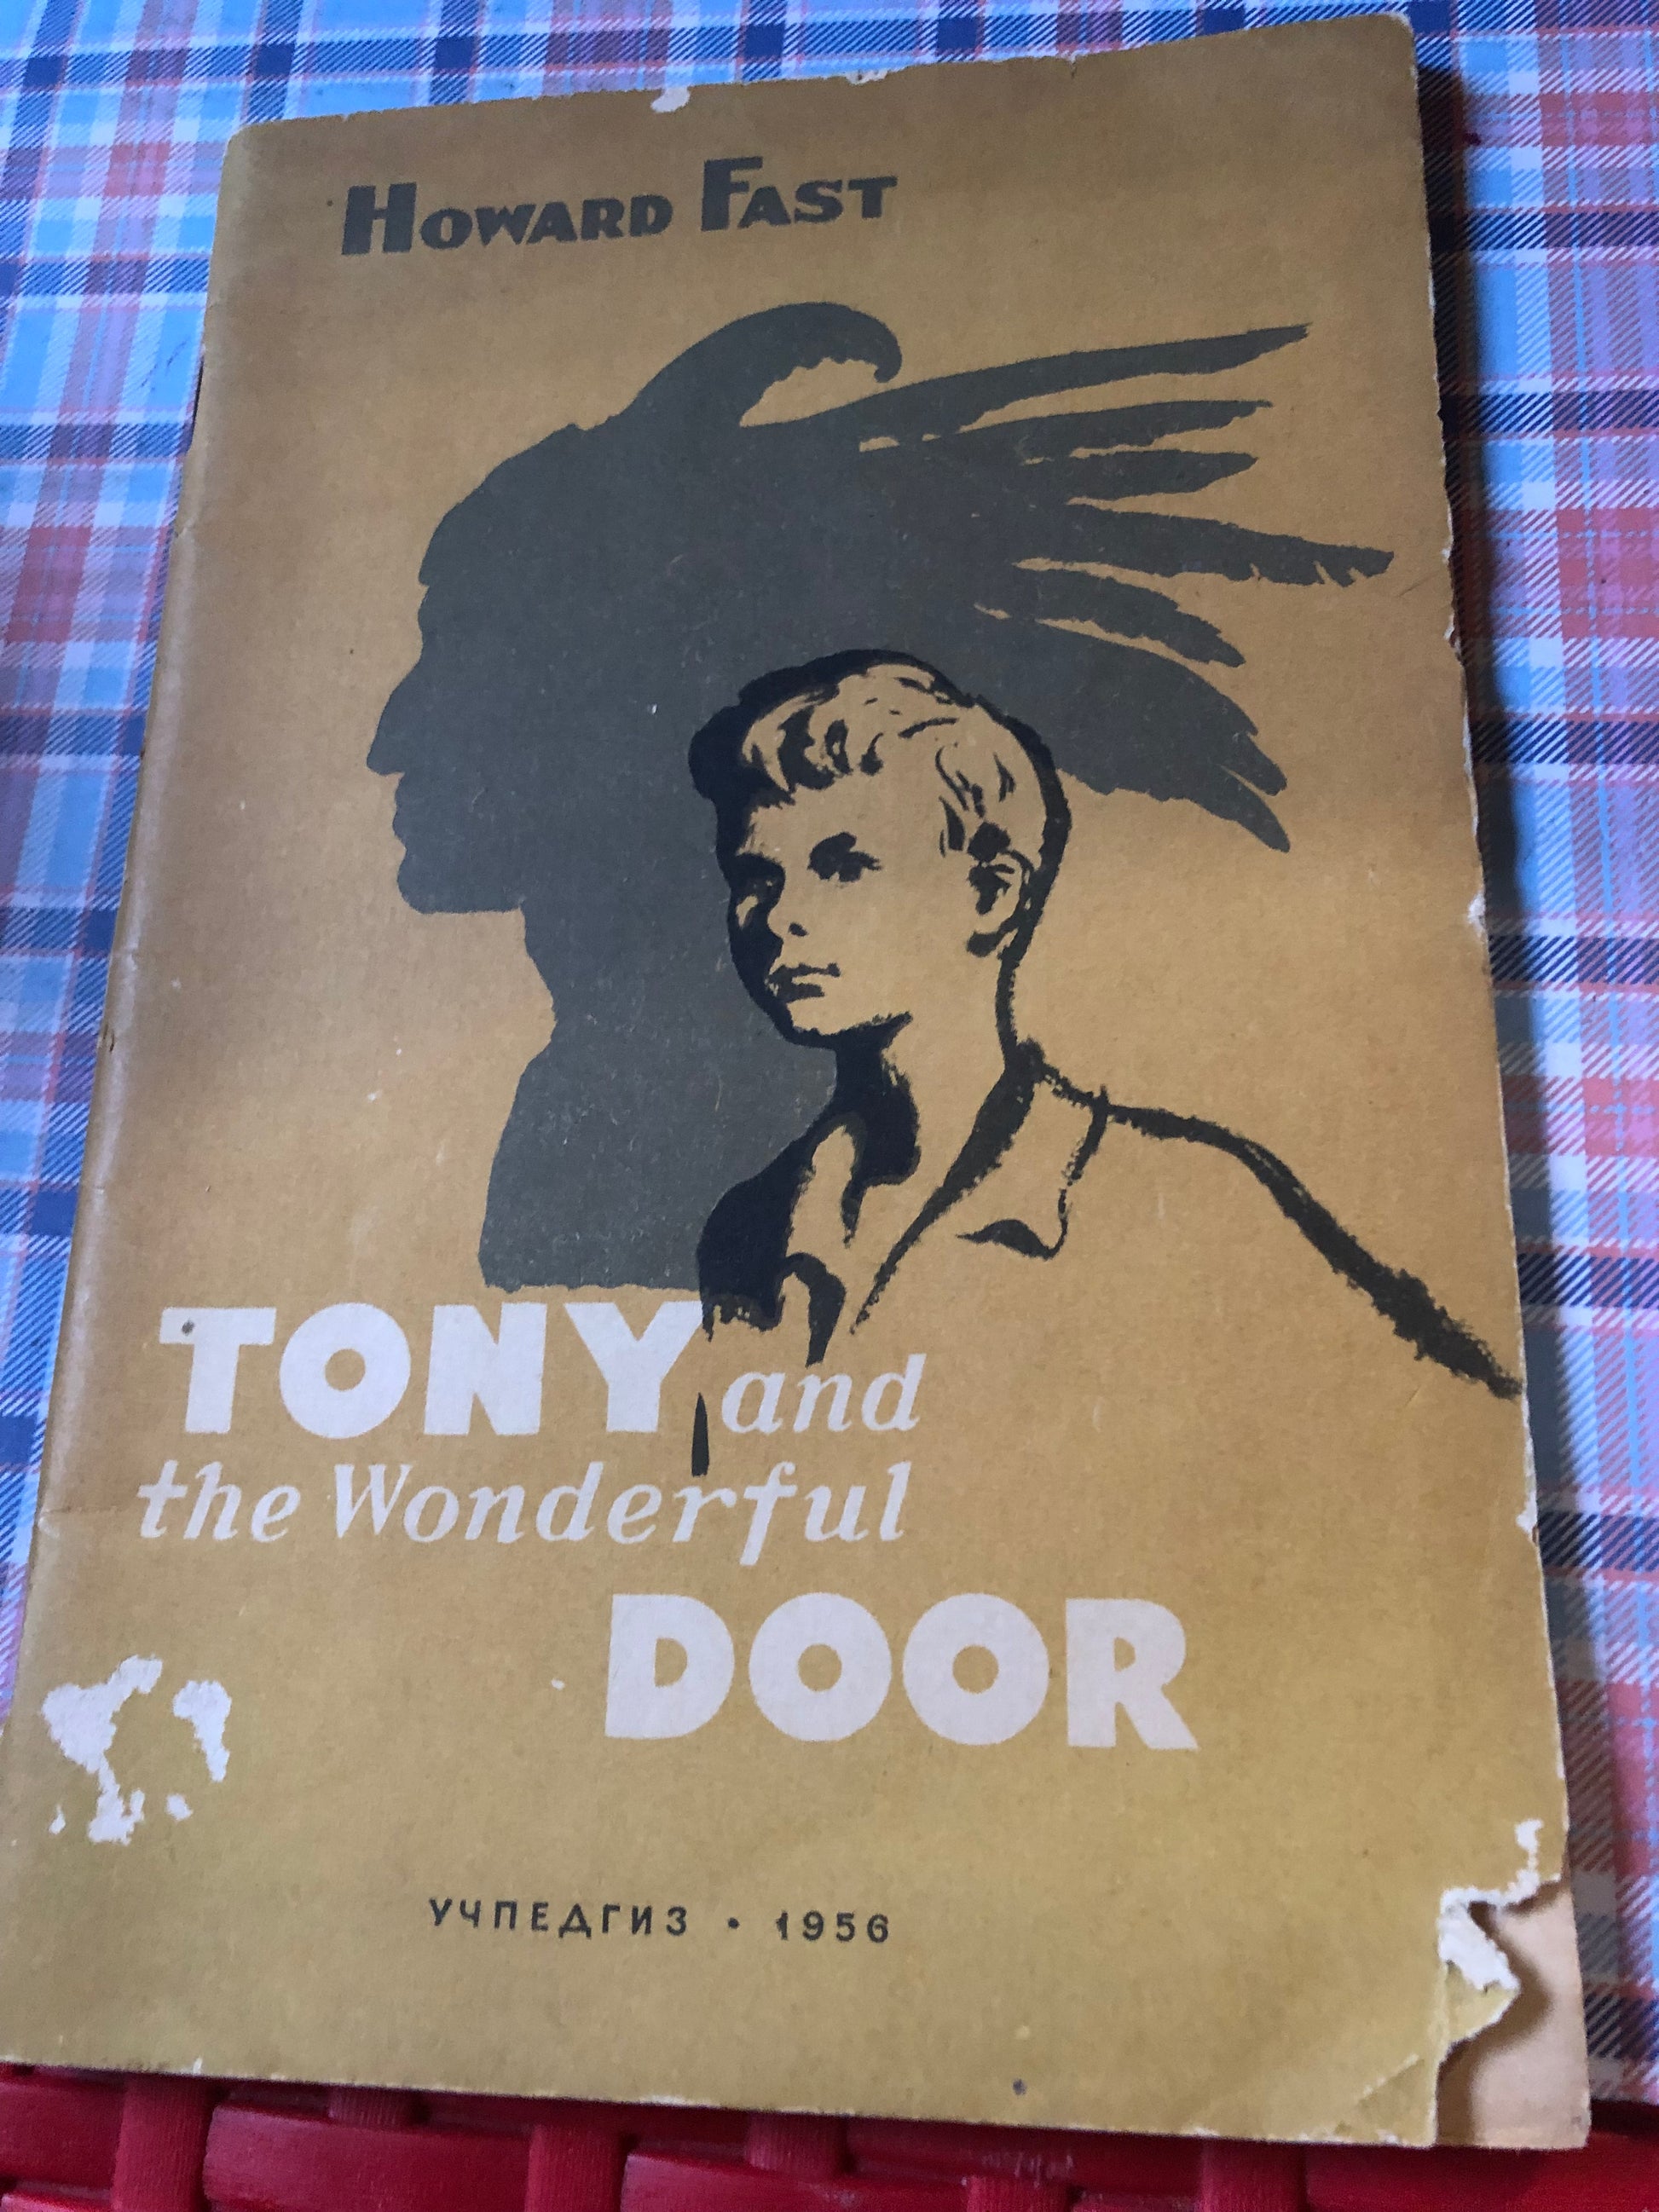 HOWARD FAST
TONY and
the Wonderful
DOOR
УЧПЕДГИЗ • 1956